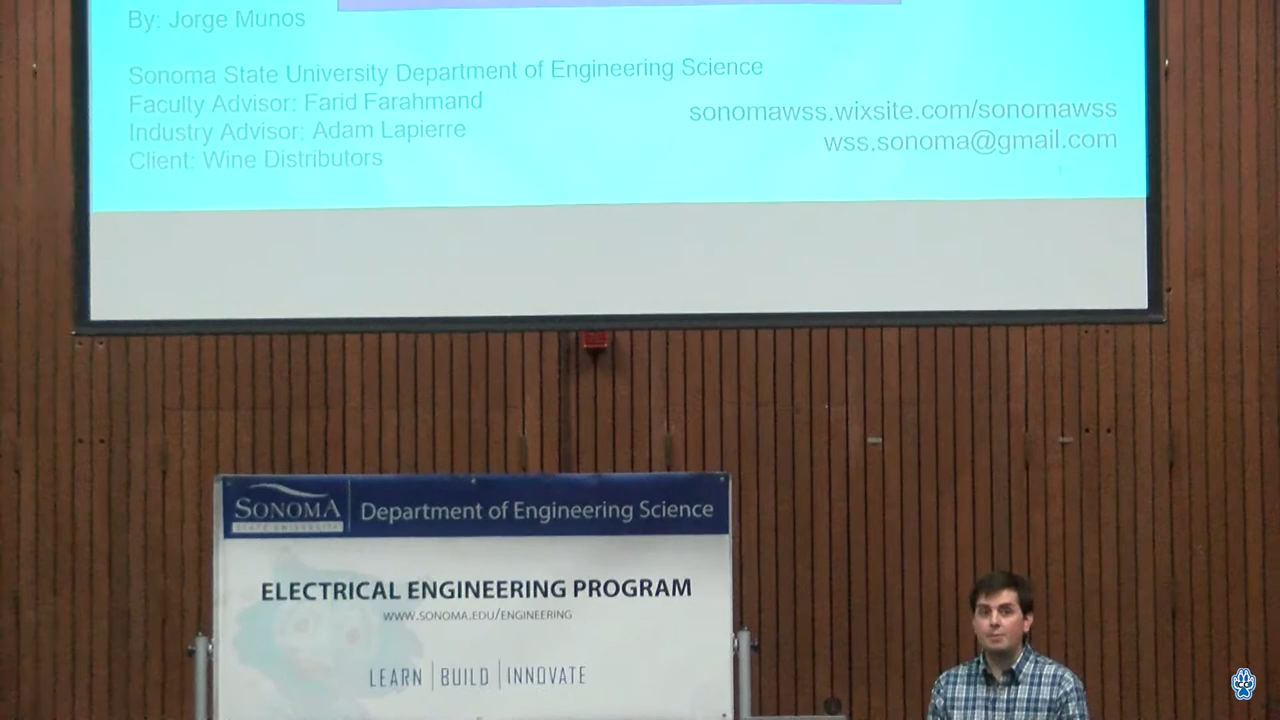 By: Jorge Munos
Sonoma State University Department of Engineering Science
Faculty Advisor: Farid Farahmand
Industry Advisor: Adam Lapierre
Client: Wine Distributors
sonomawss.wixsite.com/sonomawss
wss.sonoma@gmail.com
SONOMA
STATE UNIVERSITY
Department of Engineering Science
ELECTRICAL ENGINEERING PROGRAM
WWW.SONOMA.EDU/ENGINEERING
LEARN | BUILD | INNOVATE